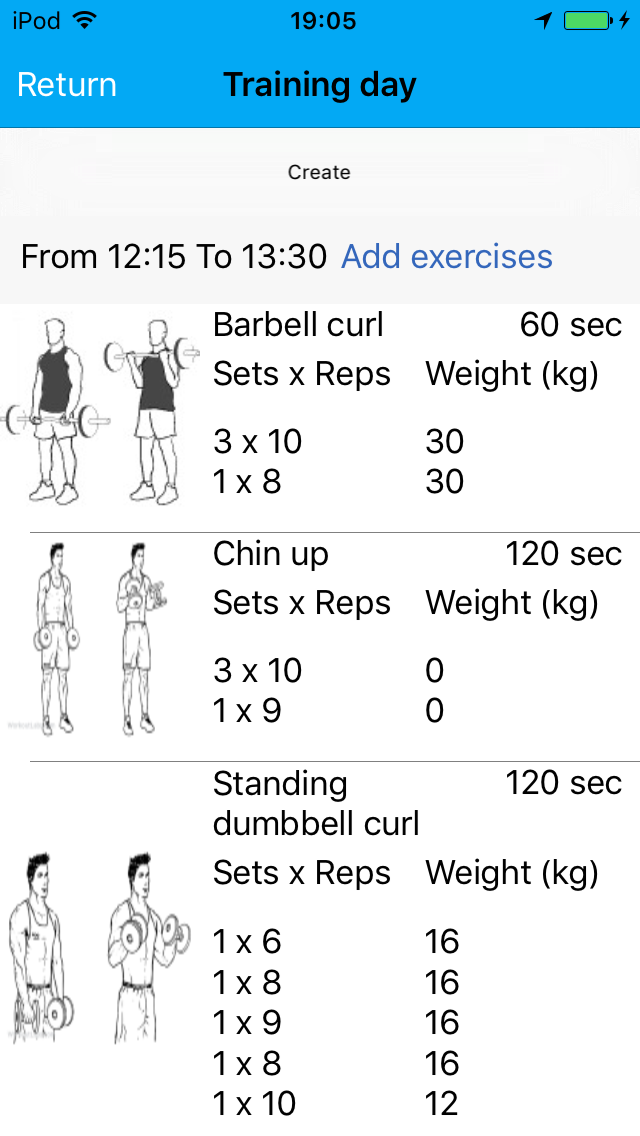 iPod 19:05
Return Training day
Create
From 12:15 To 13:30 Add exercises
Barbell curl 60 sec
Sets x Reps Weight (kg)
3 x 10 30
1 x 8 30
Chin up 120 sec
Sets x Reps Weight (kg)
3 x 10 0
1 x 9 0
Standing 120 sec
dumbbell curl
Sets x Reps Weight (kg)
1 x 6 16
1 x 8 16
1 x 9 16
1 x 8 16
1 x 10 12